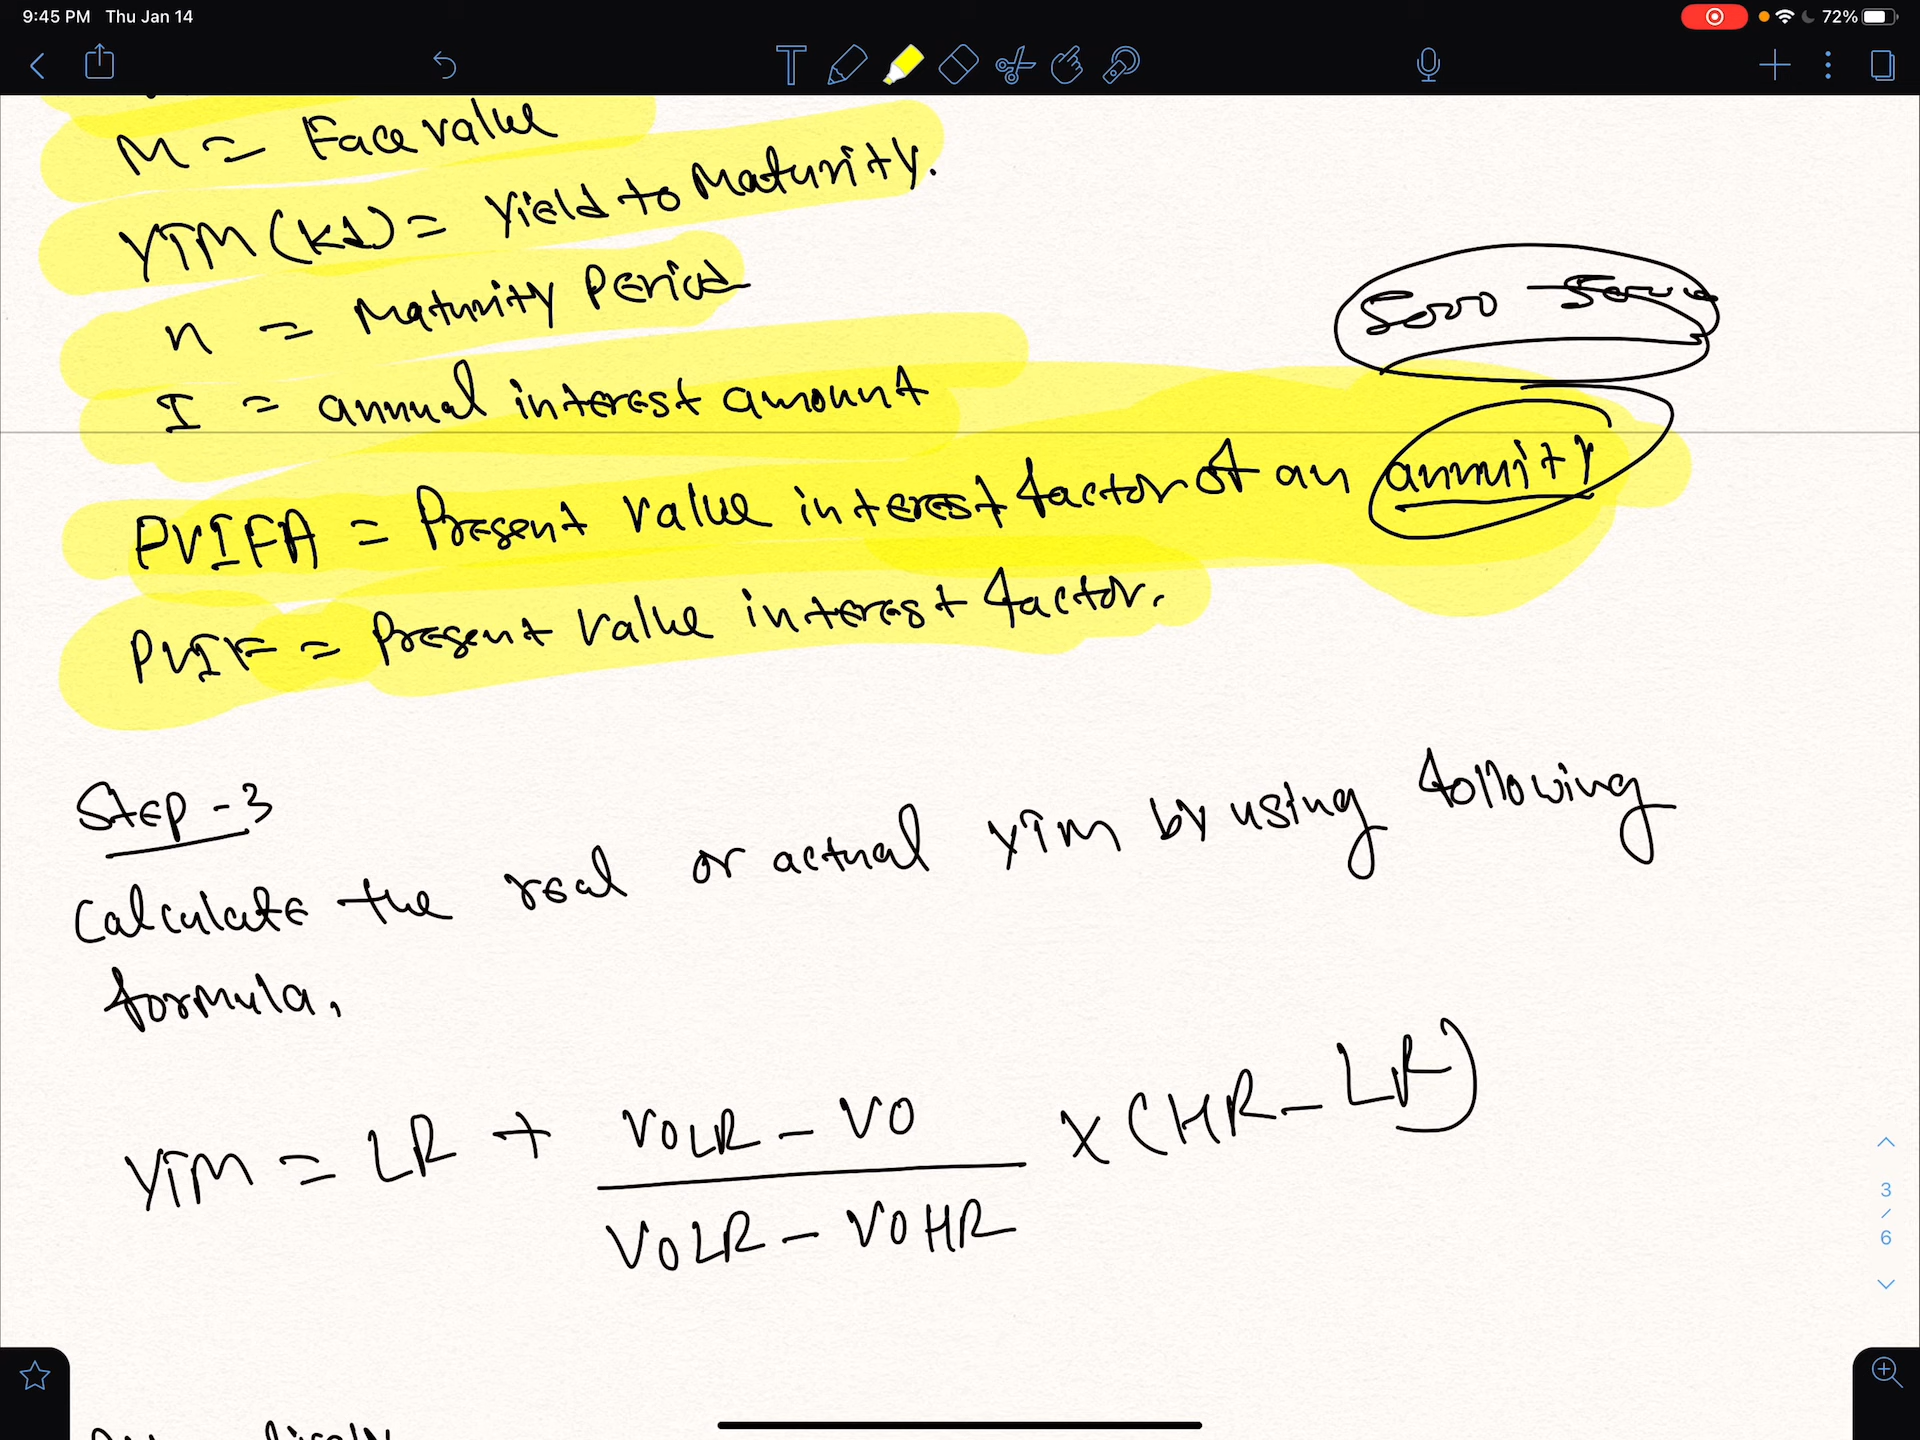 9:45 PM Thu Jan 14
72%
M = Face value
YTM (kd) = Yield to Maturity.
n = Maturity Period
5000 5000
I = annual interest amount
PVIFA = Present value interest factor of an annuity
PVIF = Present value interest factor.
Step - 3
Calculate the real or actual YTM by using following
formula,
YTM = LR + VOLR - VO × (HR - LR)
VOLR - VOHR
3
/
6